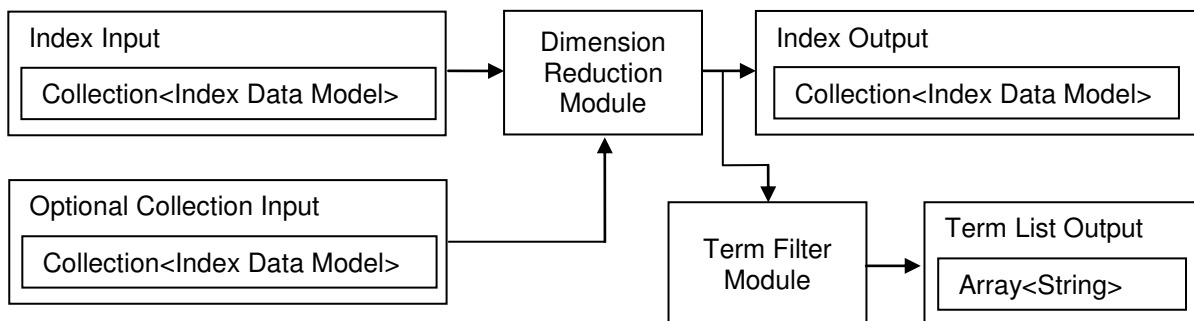 Index Input
Collection<Index Data Model>
Dimension
Reduction
Module
Index Output
Collection<Index Data Model>
Optional Collection Input
Collection<Index Data Model>
Term Filter
Module
Term List Output
Array<String>